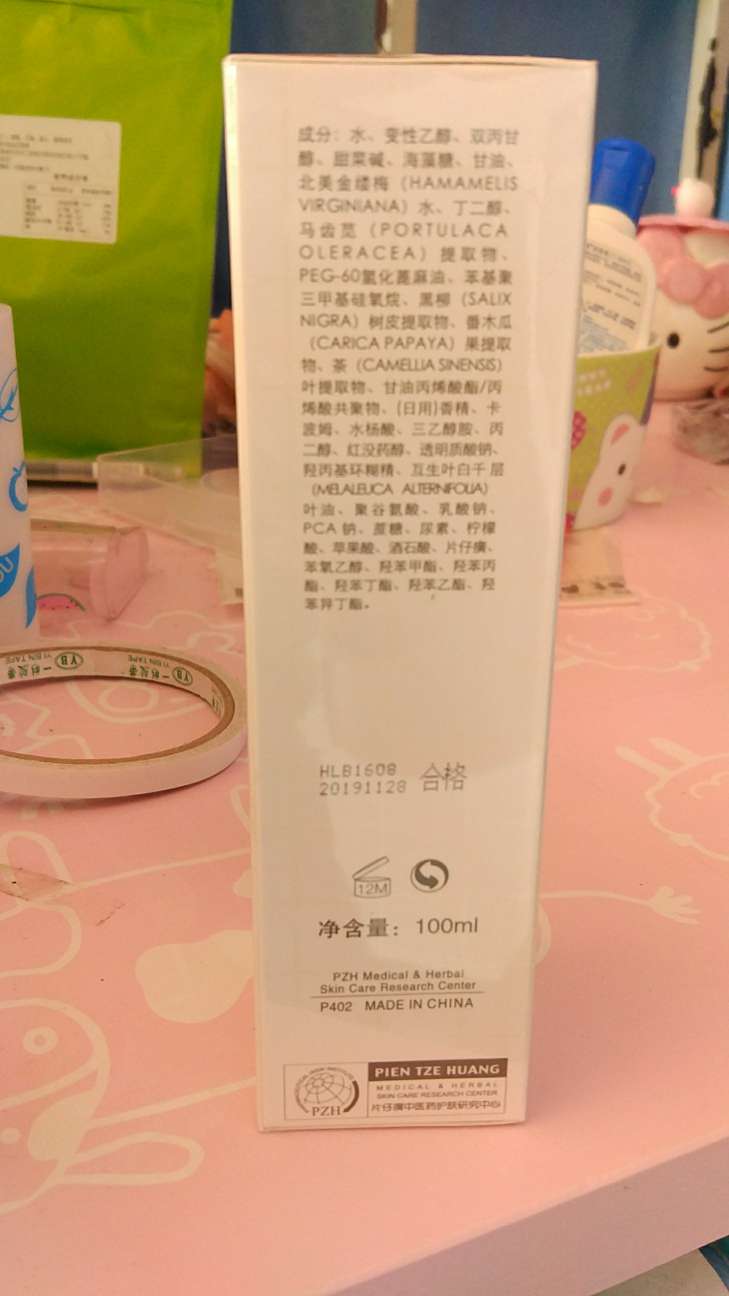 成分：水、变性乙醇、双丙甘
醇、甜菜碱、海藻糖、甘油、
北美金缕梅（HAMAMELIS
VIRGINIANA）水、丁二醇、
马齿苋（PORTULACA
OLERACEA）提取物、
PEG-60氢化蓖麻油、苯基聚
三甲基硅氧烷、黑柳（SALIX
NIGRA）树皮提取物、番木瓜
（CARICA PAPAYA）果提取
物、茶（CAMELLIA SINENSIS）
叶提取物、甘油丙烯酸酯/丙
烯酸共聚物、(日用)香精、卡
波姆、水杨酸、三乙醇胺、丙
二醇、红没药醇、透明质酸钠、
羟丙基环糊精、互生叶白千层
（MELALEUCA ALTERNIFOLIA）
叶油、聚谷氨酸、乳酸钠、
PCA钠、蔗糖、尿素、柠檬
酸、苹果酸、酒石酸、片仔癀、
苯氧乙醇、羟苯甲酯、羟苯丙
酯、羟苯丁酯、羟苯乙酯、羟
苯异丁酯。
HLB1608
20191128 合格
12M
净含量：100ml
PZH Medical & Herbal
Skin Care Research Center
P402 MADE IN CHINA
PZH
PIEN TZE HUANG
MEDICAL & HERBAL
SKIN CARE RESEARCH CENTER
片仔癀中医药护肤研究中心
YI BIN TAPE
YB
YI BIN TAPE
YB